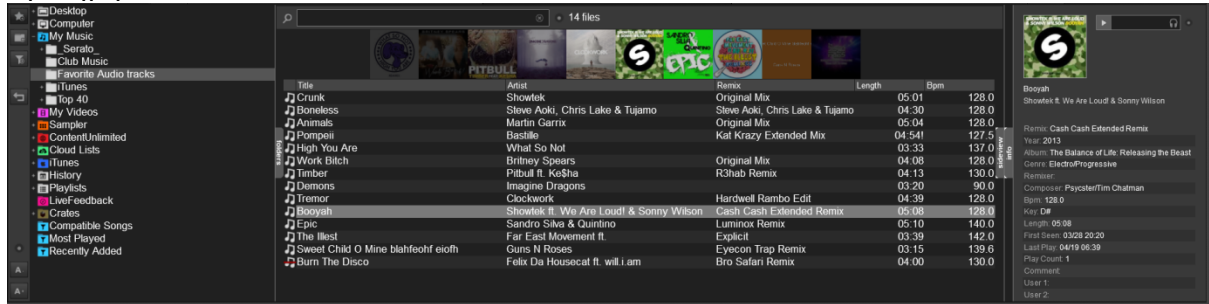 Desktop
Computer
My Music
_Serato_
Club Music
Favorite Audio tracks
iTunes
Top 40
My Videos
Sampler
ContentUnlimited
Cloud Lists
iTunes
History
Playlists
LiveFeedback
Crates
Compatible Songs
Most Played
Recently Added
A
A-
folders
14 files
PITBULL
SANDRO SILVA & QUINTINO
EPIC
Title Artist Remix Length Bpm
Crunk Showtek Original Mix 05:01 128.0
Boneless Steve Aoki, Chris Lake & Tujamo Steve Aoki, Chris Lake & Tujamo 04:30 128.0
Animals Martin Garrix Original Mix 05:04 128.0
Pompeii Bastille Kat Krazy Extended Mix 04:54! 127.5
High You Are What So Not 03:33 137.0
Work Bitch Britney Spears Original Mix 04:08 128.0
Timber Pitbull ft. Ke$ha R3hab Remix 04:13 130.0
Demons Imagine Dragons 03:20 90.0
Tremor Clockwork Hardwell Rambo Edit 04:39 128.0
Booyah Showtek ft. We Are Loud! & Sonny Wilson Cash Cash Extended Remix 05:08 128.0
Epic Sandro Silva & Quintino Luminox Remix 05:10 140.0
The Illest Far East Movement ft. Explicit 03:39 142.0
Sweet Child O Mine blahfeohf eiofh Guns N Roses Eyecon Trap Remix 03:15 139.6
Burn The Disco Felix Da Housecat ft. will.i.am Bro Safari Remix 04:00 130.0
sideview
info
Booyah
Showtek ft. We Are Loud! & Sonny Wilson
Remix: Cash Cash Extended Remix
Year: 2013
Album: The Balance of Life: Releasing the Beast
Genre: Electro/Progressive
Remixer:
Composer: Psycster/Tim Chatman
Bpm: 128.0
Key: D#
Length: 05:08
First Seen: 03/28 20:20
Last Play: 04/19 06:39
Play Count: 1
Comment:
User 1:
User 2: